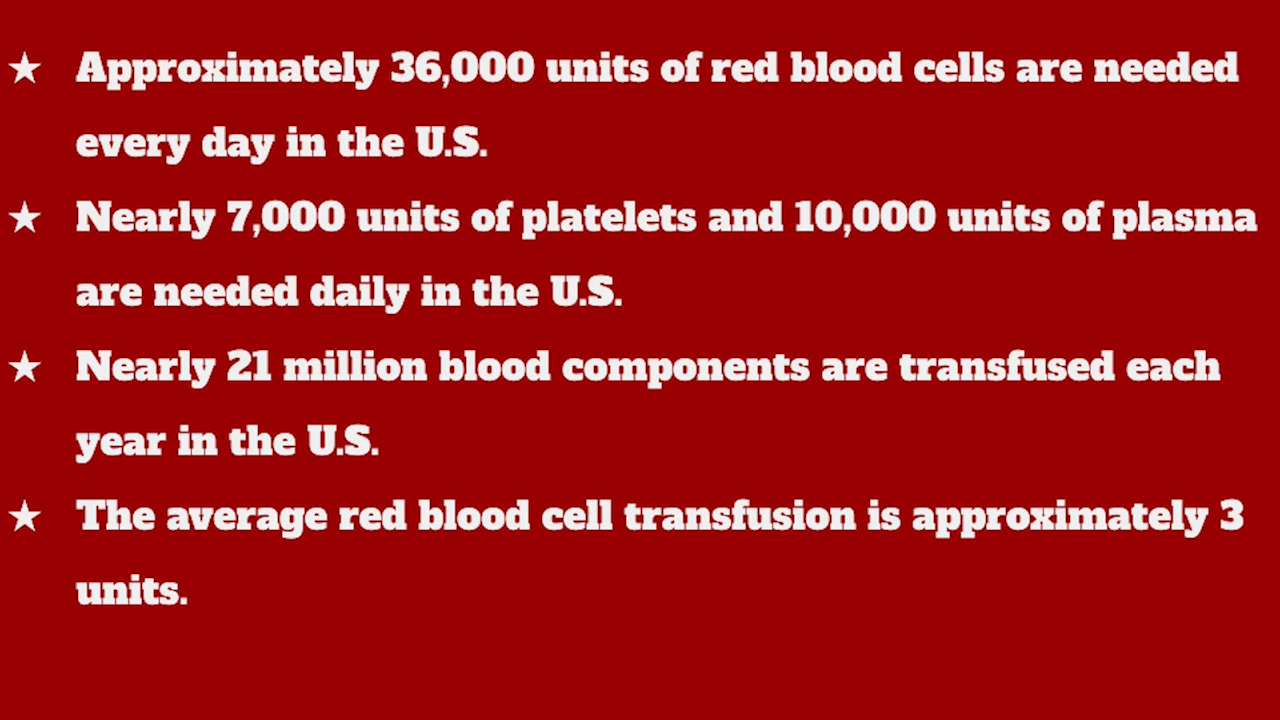 ★ Approximately 36,000 units of red blood cells are needed
every day in the U.S.
★ Nearly 7,000 units of platelets and 10,000 units of plasma
are needed daily in the U.S.
★ Nearly 21 million blood components are transfused each
year in the U.S.
★ The average red blood cell transfusion is approximately 3
units.